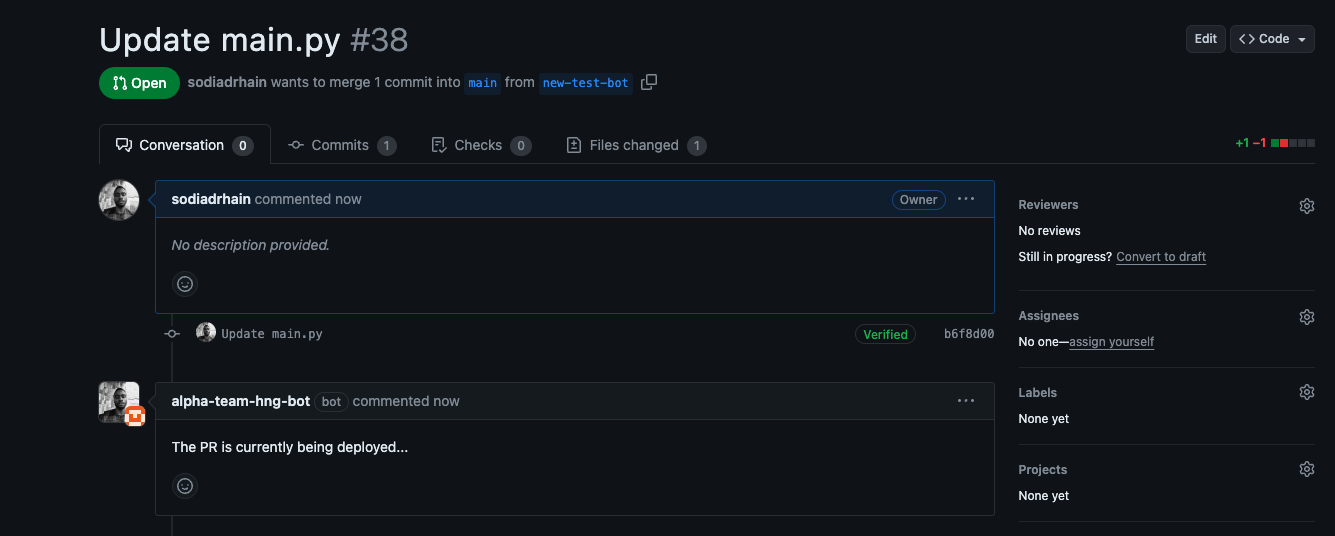 Update main.py #38
Edit
Code
Open
sodiadrhain wants to merge 1 commit into main from new-test-bot
Conversation 0
Commits 1
Checks 0
Files changed 1
+1 −1
sodiadrhain commented now
Owner
No description provided.
Update main.py
Verified
b6f8d00
alpha-team-hng-bot bot commented now
The PR is currently being deployed...
Reviewers
No reviews
Still in progress? Convert to draft
Assignees
No one—assign yourself
Labels
None yet
Projects
None yet